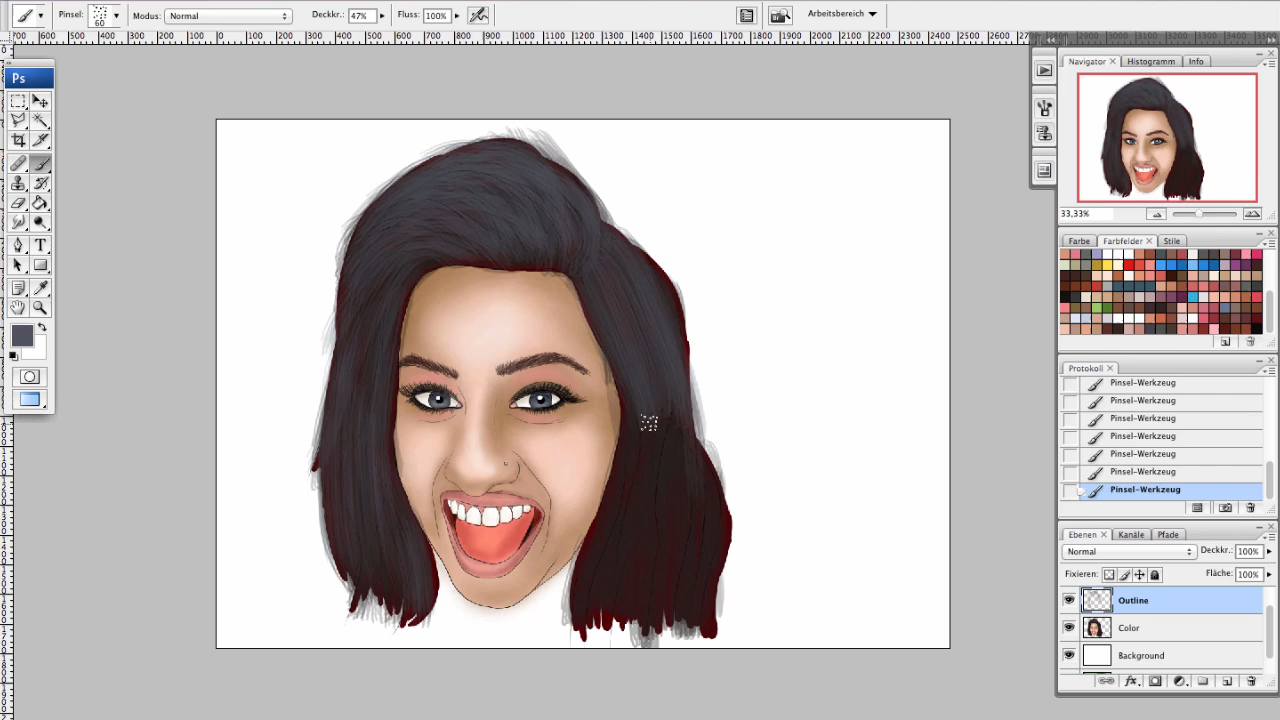 Pinsel: 60 Modus: Normal Deckkr.: 47% Fluss: 100% Arbeitsbereich
Ps
Navigator Histogramm Info
33,33%
Farbe Farbfelder Stile
Protokoll
Pinsel-Werkzeug
Pinsel-Werkzeug
Pinsel-Werkzeug
Pinsel-Werkzeug
Pinsel-Werkzeug
Pinsel-Werkzeug
Pinsel-Werkzeug
Ebenen Kanäle Pfade
Normal Deckkr.: 100%
Fixieren: Fläche: 100%
Outline
Color
Background